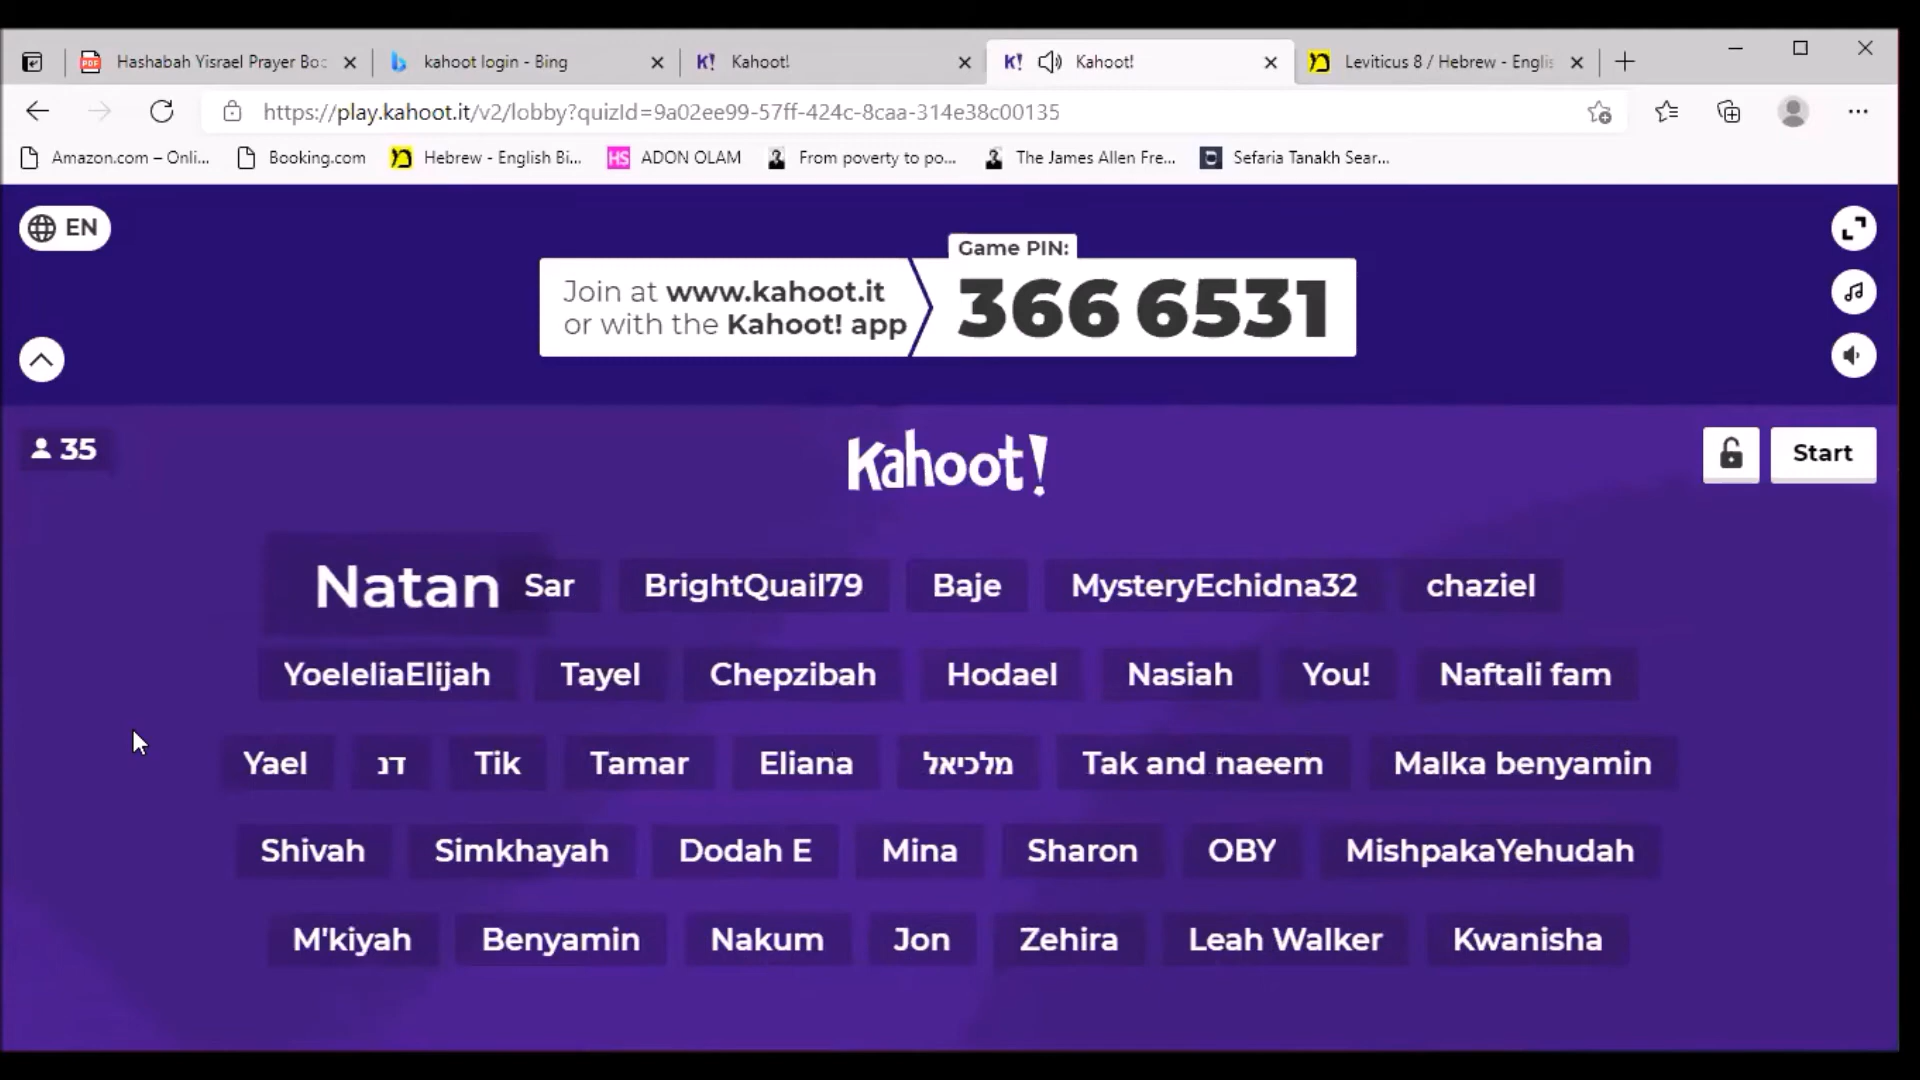 Hashabah Yisrael Prayer Bo
kahoot login - Bing
Kahoot!
Kahoot!
Leviticus 8 / Hebrew - Englis
https://play.kahoot.it/v2/lobby?quizId=9a02ee99-57ff-424c-8caa-314e38c00135
Amazon.com – Onli...
Booking.com
Hebrew - English Bi...
HS ADON OLAM
From poverty to po...
The James Allen Fre...
Sefaria Tanakh Sear...
EN
Game PIN:
Join at www.kahoot.it
or with the Kahoot! app
366 6531
35
Kahoot!
Start
Natan Sar BrightQuail79 Baje MysteryEchidna32 chaziel
YoeleliaElijah Tayel Chepzibah Hodael Nasiah You! Naftali fam
Yael דנ Tik Tamar Eliana מלכיאל Tak and naeem Malka benyamin
Shivah Simkhayah Dodah E Mina Sharon OBY MishpakaYehudah
M'kiyah Benyamin Nakum Jon Zehira Leah Walker Kwanisha